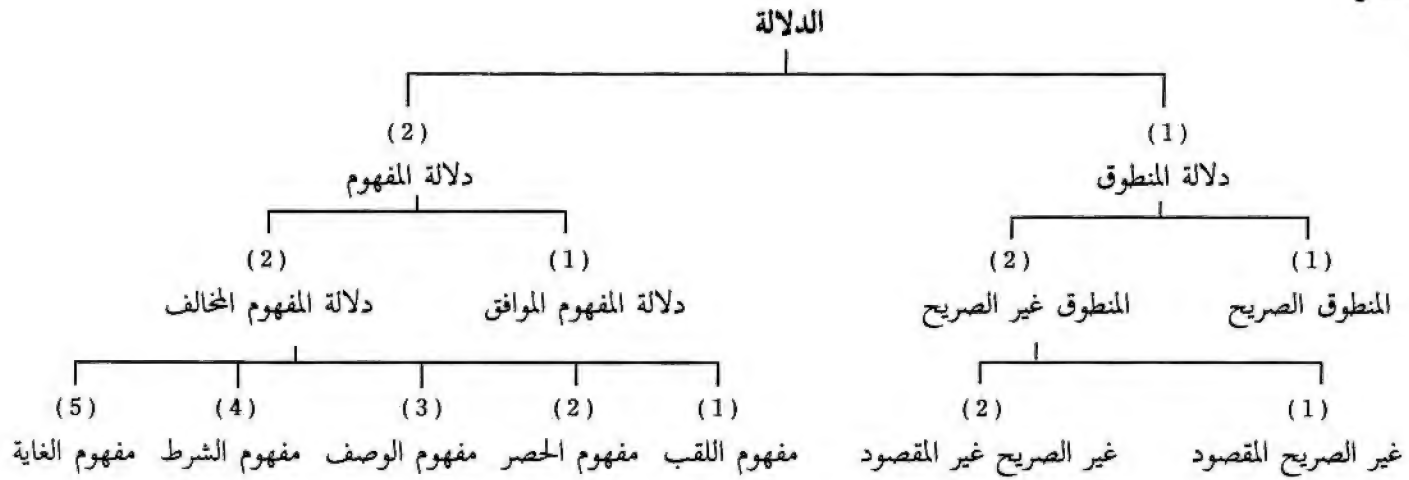 الدلالة
(1) (2)
دلالة المنطوق دلالة المفهوم
(1) (2) (1) (2)
المنطوق الصريح المنطوق غير الصريح دلالة المفهوم الموافق دلالة المفهوم المخالف
(1) (2) (1) (2) (3) (4) (5)
غير الصريح المقصود غير الصريح غير المقصود مفهوم اللقب مفهوم الحصر مفهوم الوصف مفهوم الشرط مفهوم الغاية